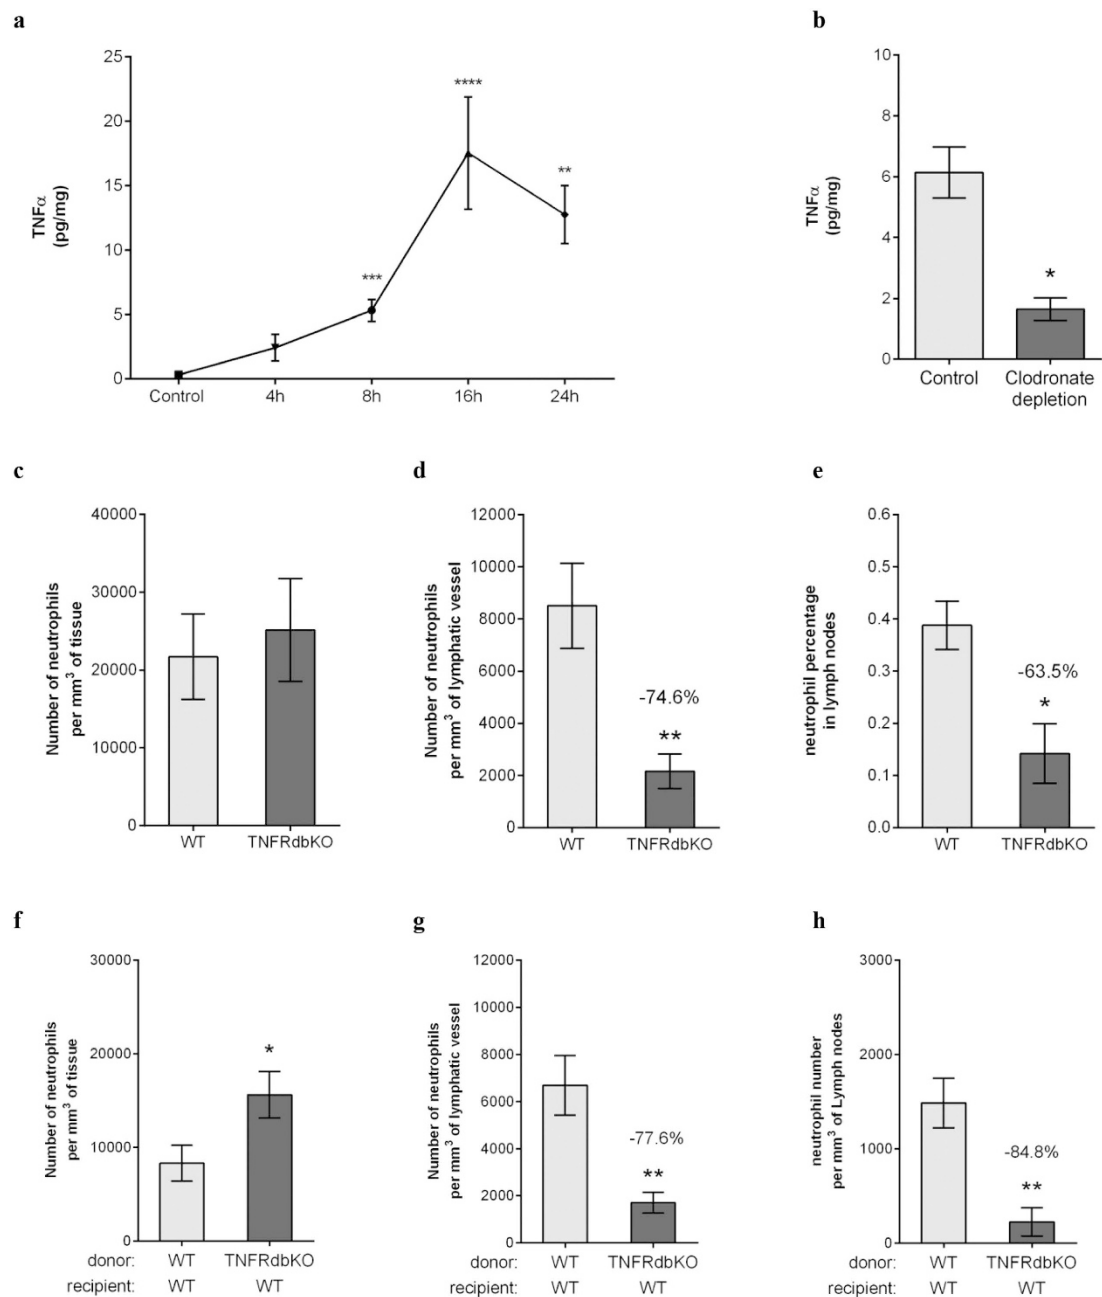 a
TNFα
(pg/mg)
25
20
15
10
5
0
****
**
***
Control 4h 8h 16h 24h
b
TNFα
(pg/mg)
10
8
6
4
2
0
*
Control Clodronate
depletion
c
Number of neutrophils
per mm³ of tissue
40000
30000
20000
10000
0
WT TNFRdbKO
d
Number of neutrophils
per mm³ of lymphatic vessel
12000
10000
8000
6000
4000
2000
0
-74.6%
**
WT TNFRdbKO
e
neutrophil percentage
in lymph nodes
0.6
0.5
0.4
0.3
0.2
0.1
0.0
-63.5%
*
WT TNFRdbKO
f
Number of neutrophils
per mm³ of tissue
30000
20000
10000
0
*
donor: WT TNFRdbKO
recipient: WT WT
g
Number of neutrophils
per mm³ of lymphatic vessel
12000
10000
8000
6000
4000
2000
0
-77.6%
**
WT TNFRdbKO
WT WT
h
neutrophil number
per mm³ of Lymph nodes
3000
2000
1000
0
-84.8%
**
WT TNFRdbKO
WT WT